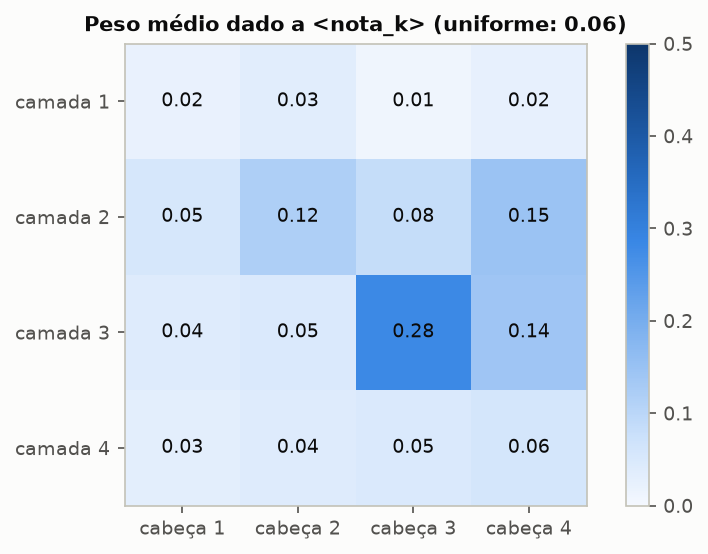 Peso médio dado a <nota_k> (uniforme: 0.06)
camada 1 0.02 0.03 0.01 0.02
camada 2 0.05 0.12 0.08 0.15
camada 3 0.04 0.05 0.28 0.14
camada 4 0.03 0.04 0.05 0.06
cabeça 1 cabeça 2 cabeça 3 cabeça 4
0.5
0.4
0.3
0.2
0.1
0.0